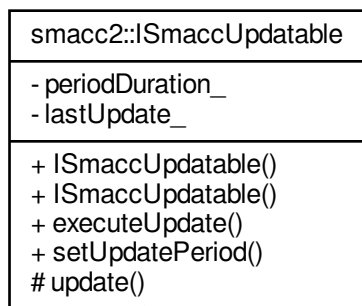 smacc2::ISmaccUpdatable
- periodDuration_
- lastUpdate_
+ ISmaccUpdatable()
+ ISmaccUpdatable()
+ executeUpdate()
+ setUpdatePeriod()
# update()